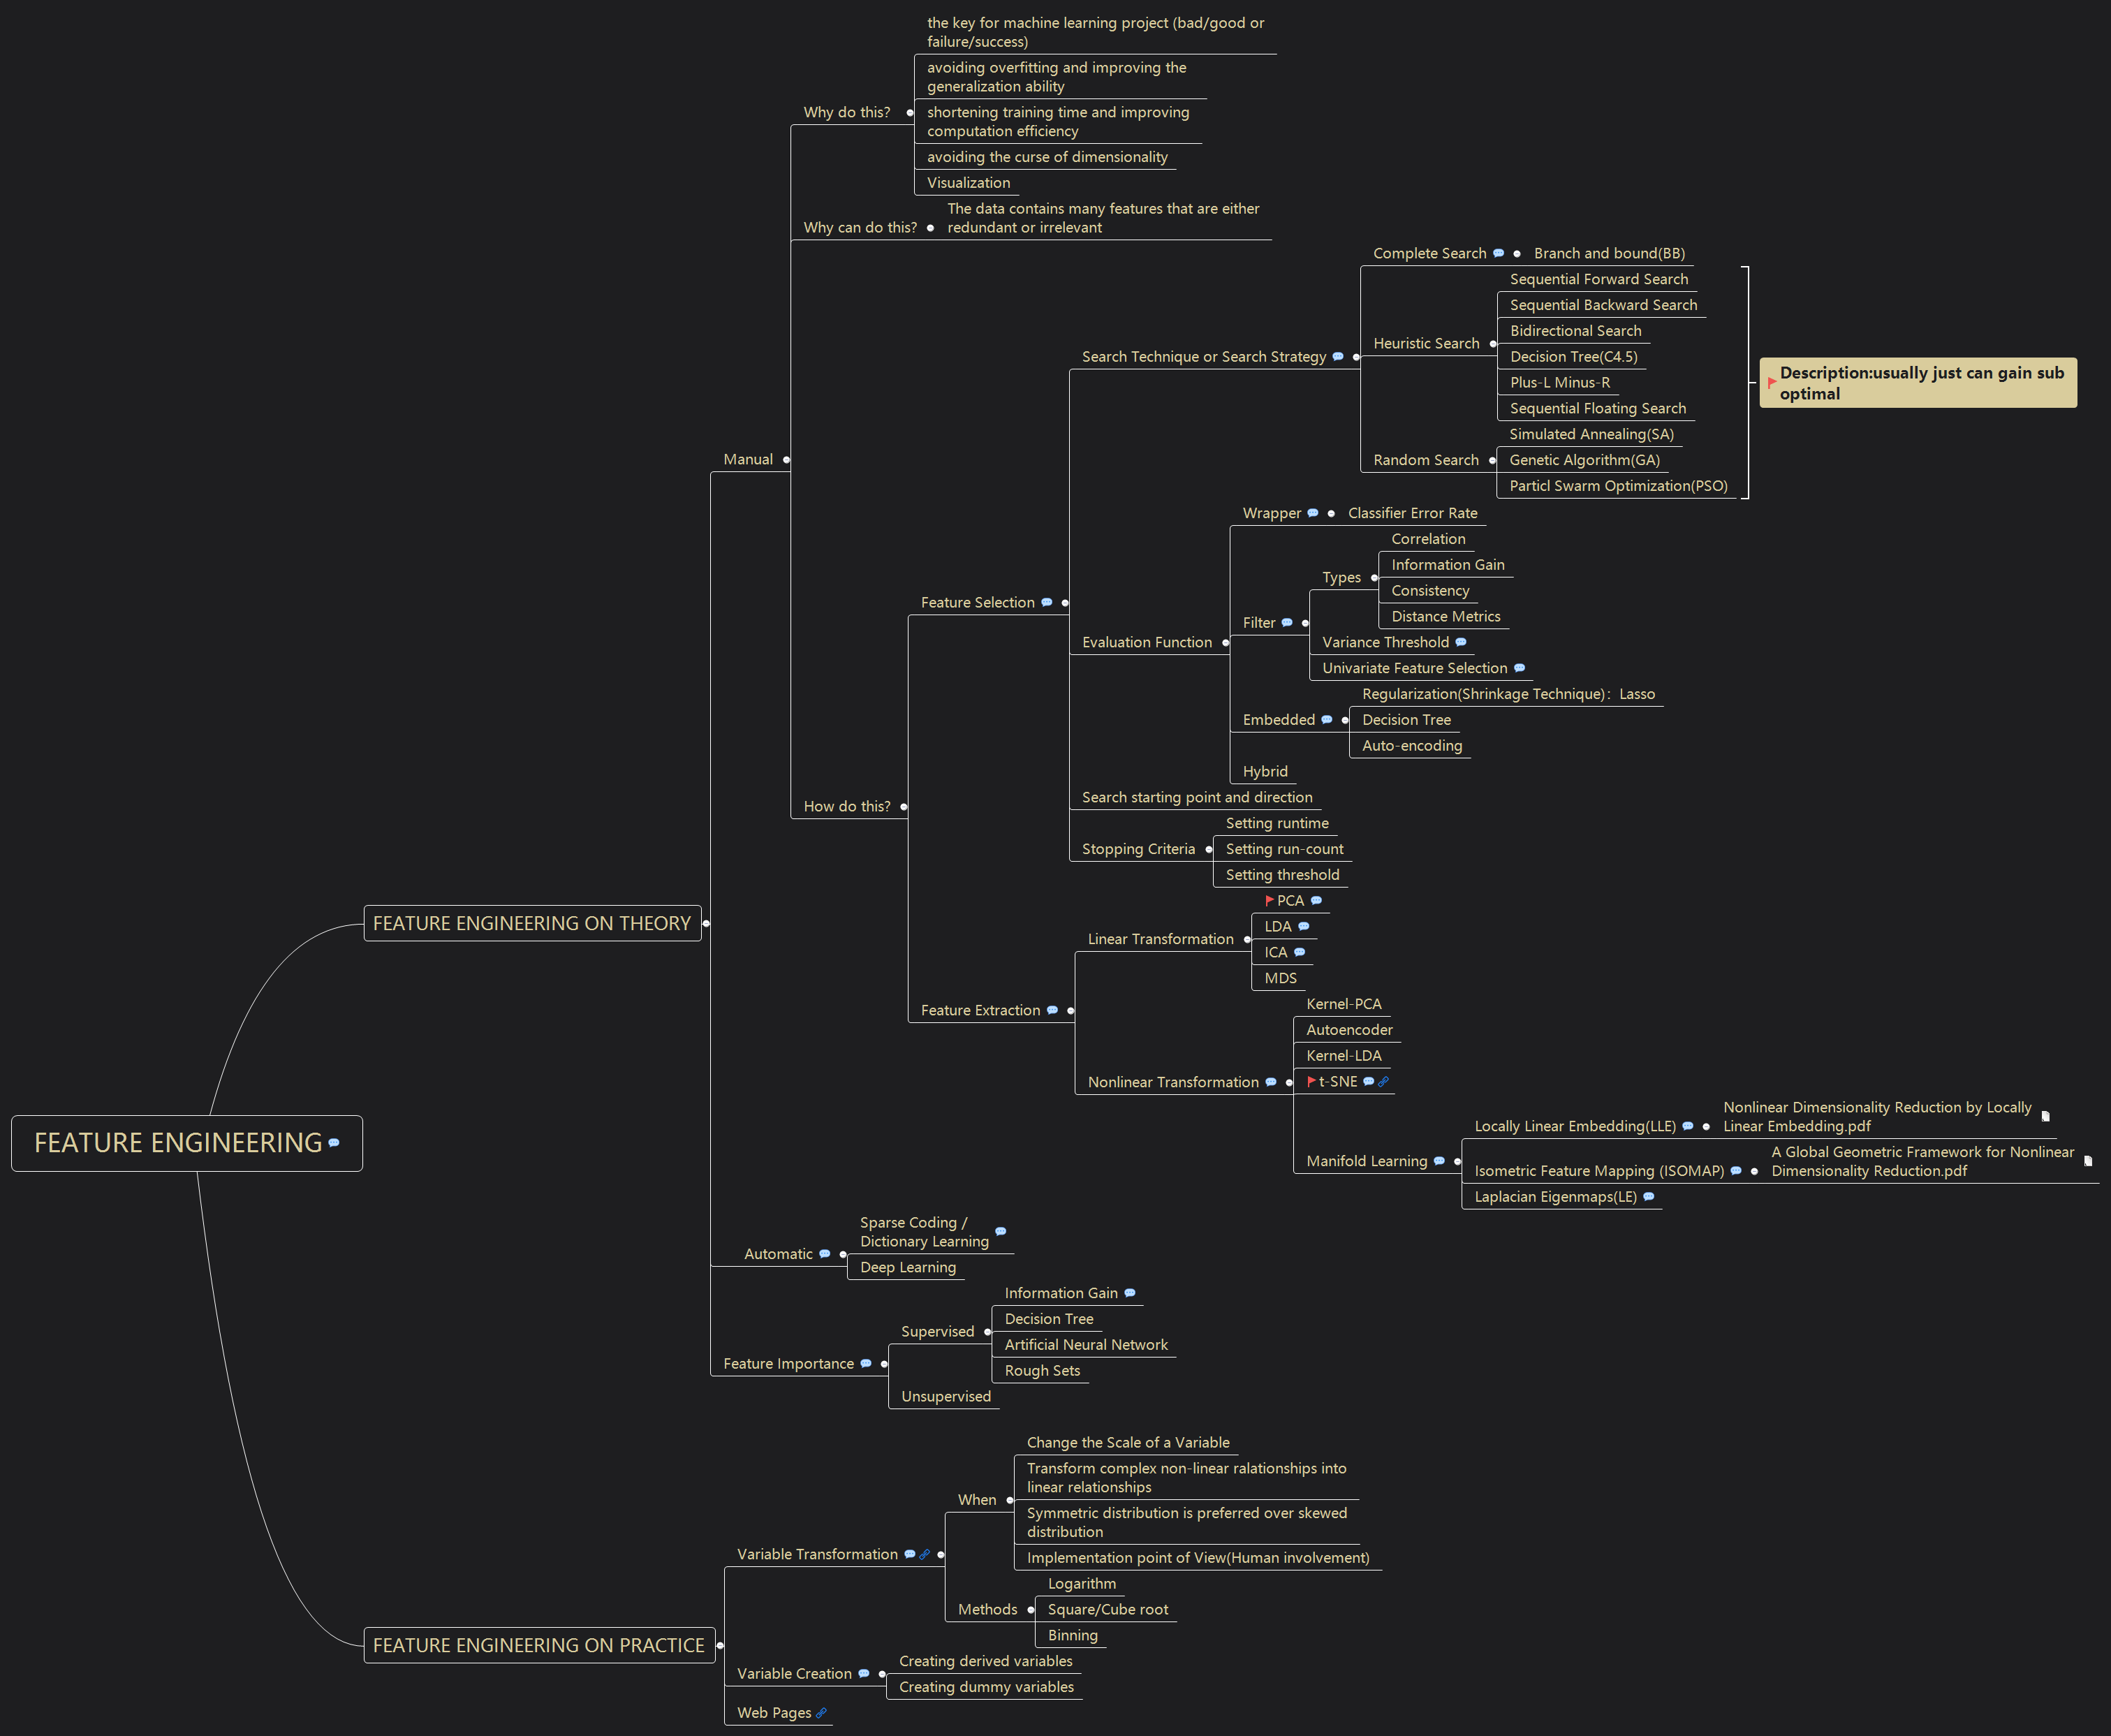 the key for machine learning project (bad/good or
failure/success)
avoiding overfitting and improving the
generalization ability
Why do this?
shortening training time and improving
computation efficiency
avoiding the curse of dimensionality
Visualization
Why can do this?
The data contains many features that are either
redundant or irrelevant
Complete Search
Branch and bound(BB)
Sequential Forward Search
Sequential Backward Search
Bidirectional Search
Heuristic Search
Search Technique or Search Strategy
Decision Tree(C4.5)
Plus-L Minus-R
Sequential Floating Search
Description:usually just can gain sub
optimal
Simulated Annealing(SA)
Manual
Random Search
Genetic Algorithm(GA)
Particl Swarm Optimization(PSO)
Wrapper
Classifier Error Rate
Correlation
Information Gain
Types
Consistency
Distance Metrics
Feature Selection
Filter
Evaluation Function
Variance Threshold
Univariate Feature Selection
Regularization(Shrinkage Technique)：Lasso
Embedded
Decision Tree
Auto-encoding
Hybrid
How do this?
Search starting point and direction
Setting runtime
Stopping Criteria
Setting run-count
Setting threshold
PCA
FEATURE ENGINEERING ON THEORY
LDA
Linear Transformation
ICA
MDS
Feature Extraction
Kernel-PCA
Autoencoder
Kernel-LDA
Nonlinear Transformation
t-SNE
Nonlinear Dimensionality Reduction by Locally
Linear Embedding.pdf
Locally Linear Embedding(LLE)
FEATURE ENGINEERING
Manifold Learning
A Global Geometric Framework for Nonlinear
Dimensionality Reduction.pdf
Isometric Feature Mapping (ISOMAP)
Laplacian Eigenmaps(LE)
Sparse Coding /
Dictionary Learning
Automatic
Deep Learning
Information Gain
Decision Tree
Supervised
Artificial Neural Network
Feature Importance
Rough Sets
Unsupervised
Change the Scale of a Variable
Transform complex non-linear ralationships into
linear relationships
When
Symmetric distribution is preferred over skewed
distribution
Variable Transformation
Implementation point of View(Human involvement)
Logarithm
Methods
Square/Cube root
Binning
FEATURE ENGINEERING ON PRACTICE
Creating derived variables
Variable Creation
Creating dummy variables
Web Pages